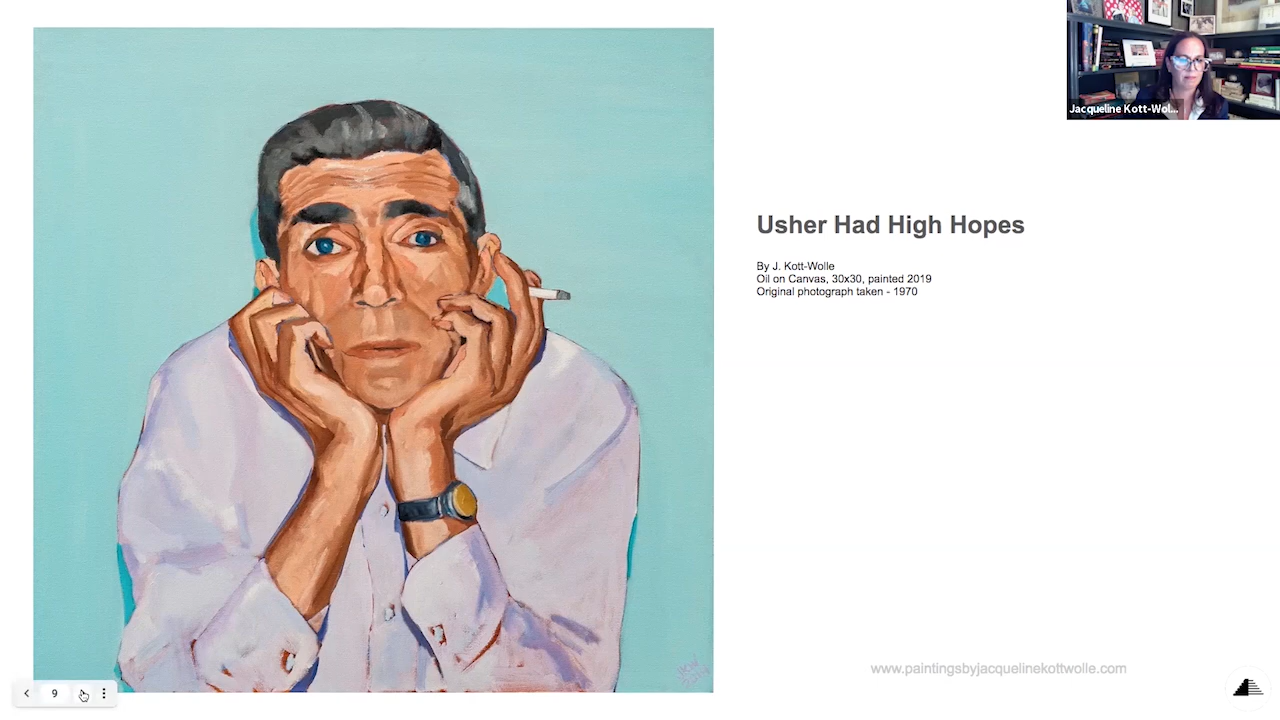 Jacqueline Kott-Wol...
Usher Had High Hopes
By J. Kott-Wolle
Oil on Canvas, 30x30, painted 2019
Original photograph taken - 1970
www.paintingsbyjacquelinekottwolle.com
9